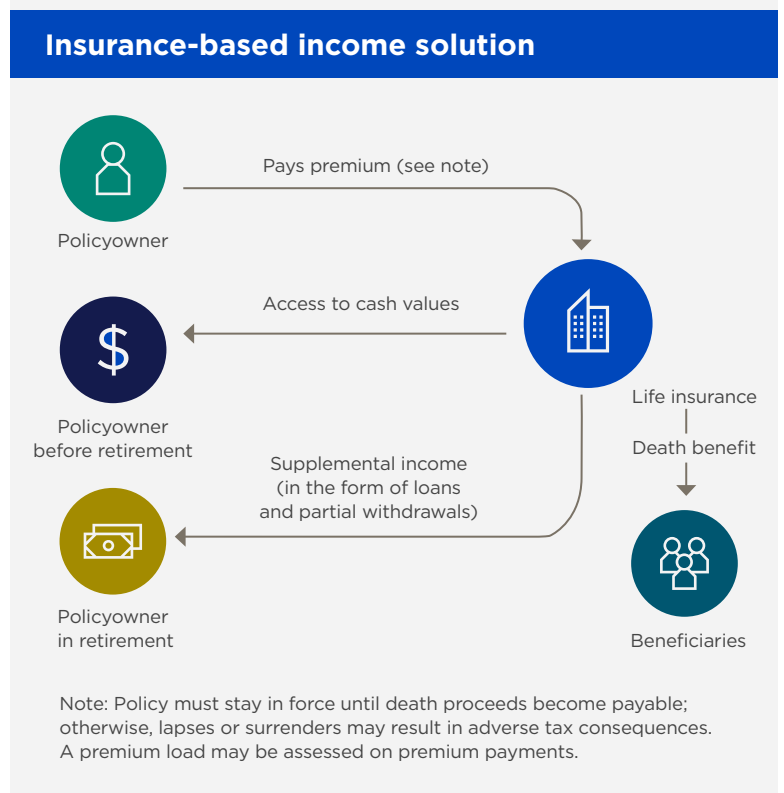 Insurance-based income solution
Pays premium (see note)
Policyowner
Access to cash values
$
Policyowner
before retirement
Life insurance
Death benefit
Supplemental income
(in the form of loans
and partial withdrawals)
Policyowner
in retirement
Beneficiaries
Note: Policy must stay in force until death proceeds become payable;
otherwise, lapses or surrenders may result in adverse tax consequences.
A premium load may be assessed on premium payments.